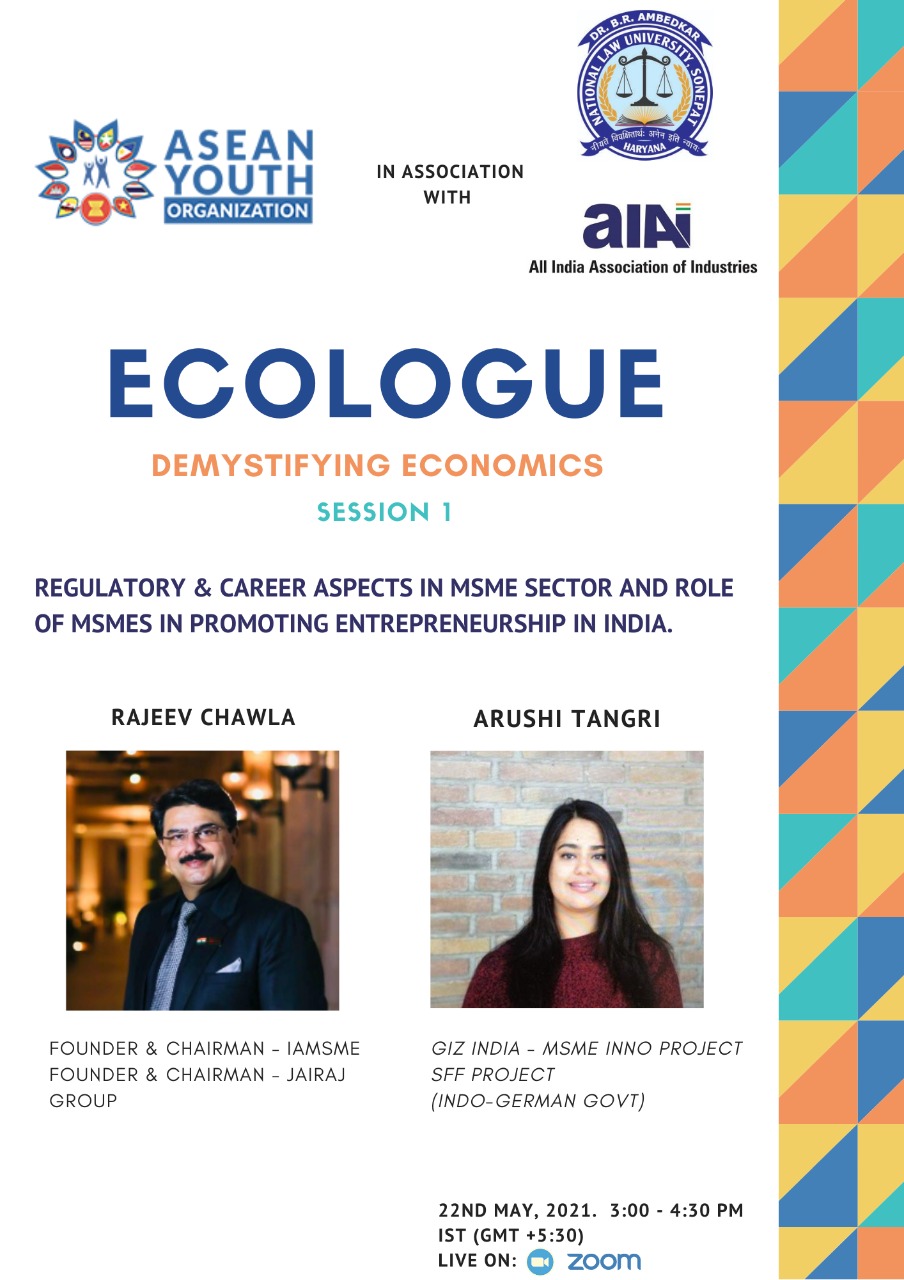 DR. B.R. AMBEDKAR
NATIONAL LAW UNIVERSITY, SONEPAT
HARYANA
ASEAN
YOUTH
ORGANIZATION
IN ASSOCIATION
WITH
aIAi
All India Association of Industries
ECOLOGUE
DEMYSTIFYING ECONOMICS
SESSION 1
REGULATORY & CAREER ASPECTS IN MSME SECTOR AND ROLE
OF MSMES IN PROMOTING ENTREPRENEURSHIP IN INDIA.
RAJEEV CHAWLA
ARUSHI TANGRI
FOUNDER & CHAIRMAN - IAMSME
FOUNDER & CHAIRMAN - JAIRAJ
GROUP
GIZ INDIA - MSME INNO PROJECT
SFF PROJECT
(INDO-GERMAN GOVT)
22ND MAY, 2021.  3:00 - 4:30 PM
IST (GMT +5:30)
LIVE ON: zoom